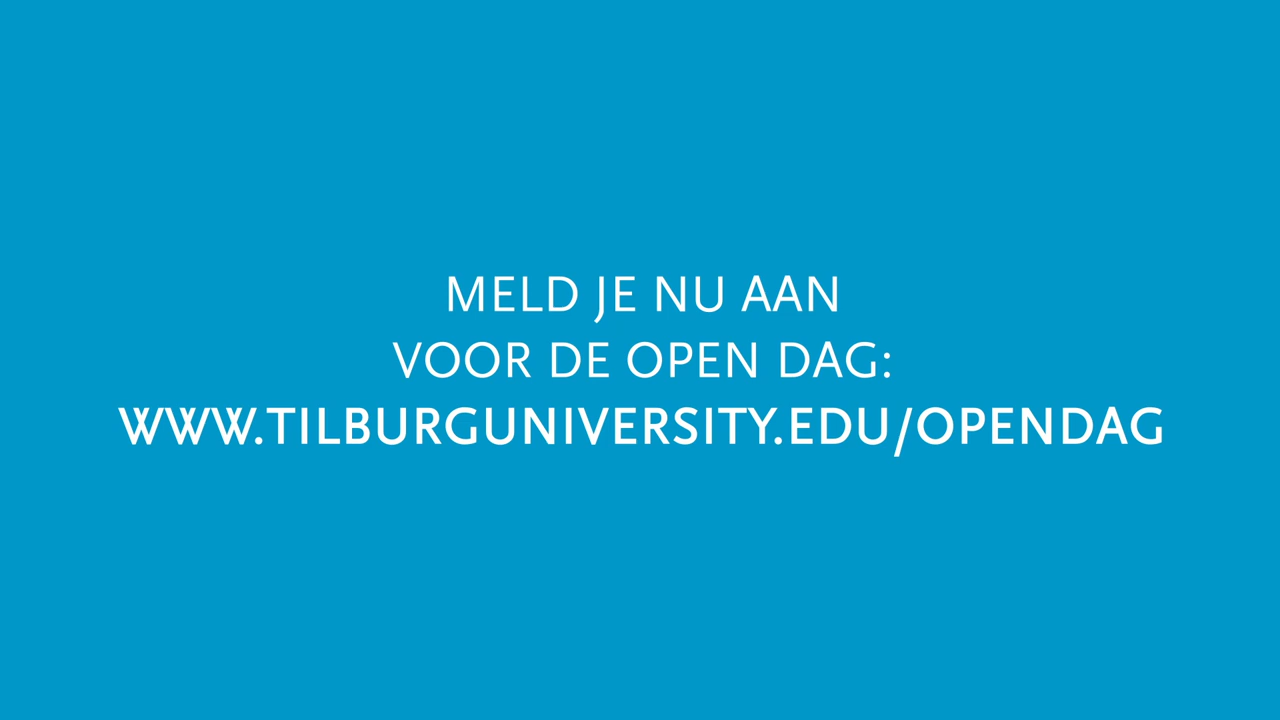 MELD JE NU AAN
VOOR DE OPEN DAG:
WWW.TILBURGUNIVERSITY.EDU/OPENDAG